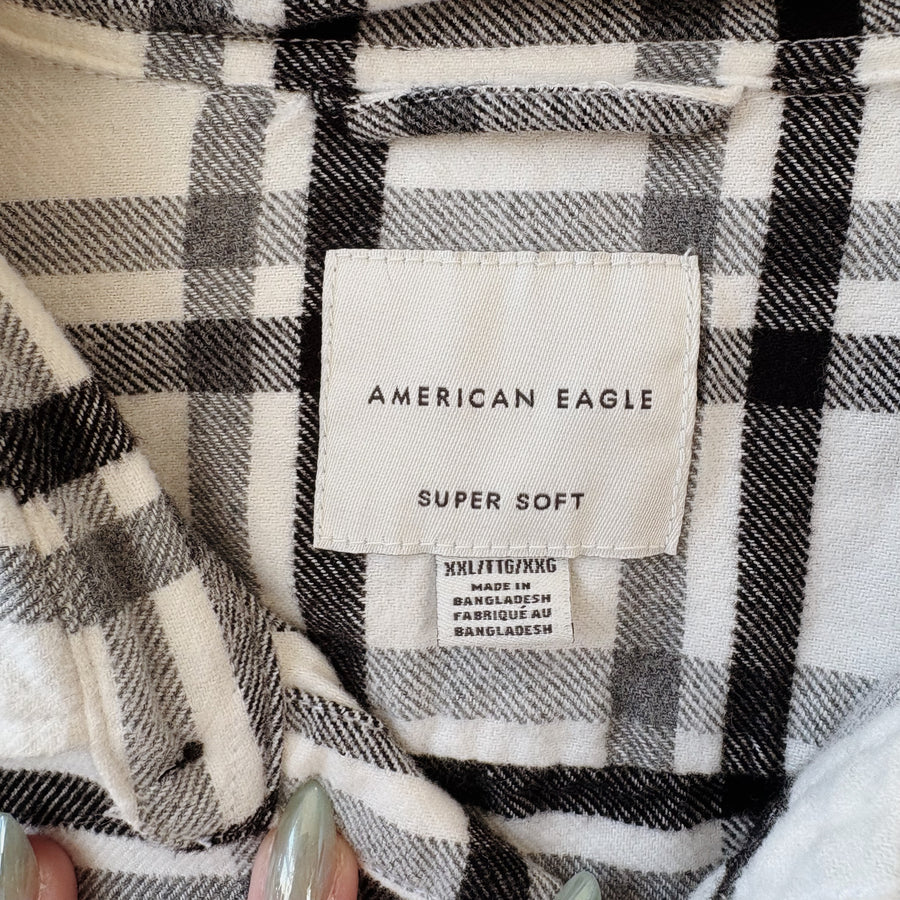 AMERICAN EAGLE
SUPER SOFT
XXL/TTG/XXG
MADE IN
BANGLADESH
FABRIQUÉ AU
BANGLADESH